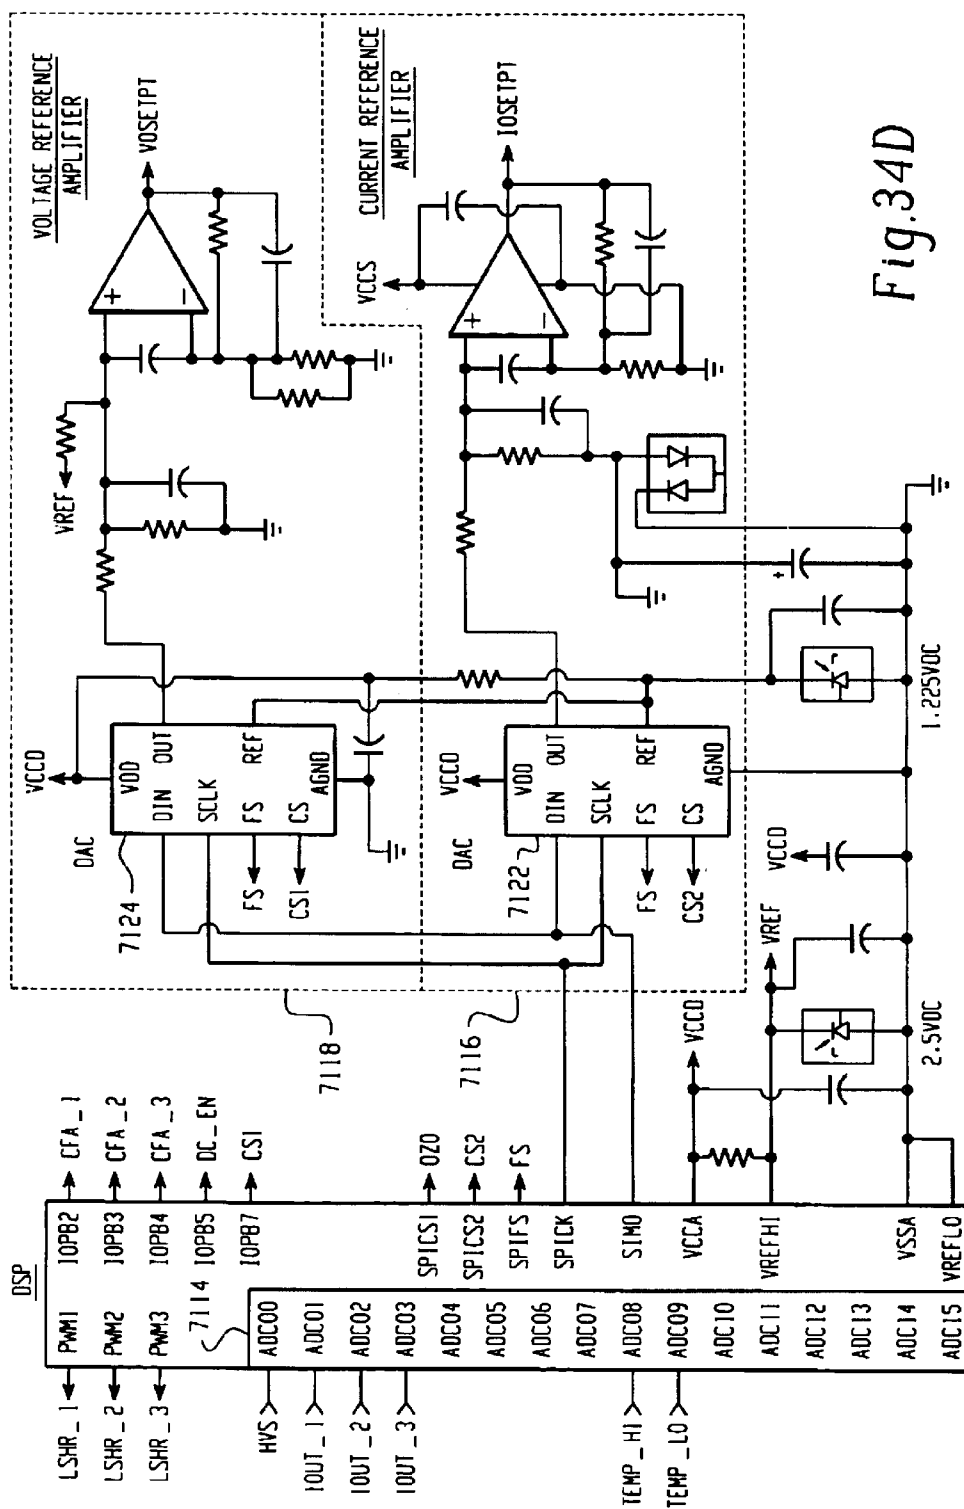 DSP
LSHR_1
PWM1
IOPB2
CFA_1
LSHR_2
PWM2
IOPB3
CFA_2
LSHR_3
PWM3
IOPB4
CFA_3
IOPB5
DC_EN
7114
IOPB7
CS1
HVS
ADC00
IOUT_1
ADC01
IOUT_2
ADC02
IOUT_3
ADC03
ADC04
ADC05
ADC06
ADC07
TEMP_HI
ADC08
TEMP_LO
ADC09
ADC10
ADC11
ADC12
ADC13
ADC14
ADC15
SPICS1
OZO
SPICS2
CS2
SPIFS
FS
SPICK
SIMO
VCCA
VCCD
VREFHI
VREF
VSSA
VREFLO
2.5VDC
VCCD
1.225VDC
7118
7116
7124
DAC
VCCD
VDD
DIN
OUT
SCLK
REF
FS
FS
CS
CS1
AGND
VREF
+
−
VOLTAGE REFERENCE
AMPLIFIER
VOSETPT
7122
DAC
VCCD
VDD
DIN
OUT
SCLK
REF
FS
FS
CS
CS2
AGND
+
VCCS
+
−
CURRENT REFERENCE
AMPLIFIER
IOSETPT
Fig.34D